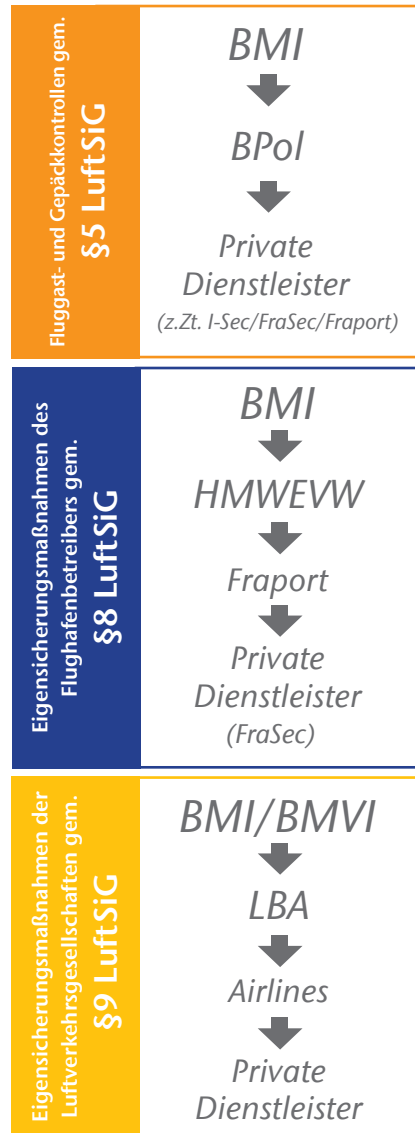 Fluggast- und Gepäckkontrollen gem.
§5 LuftSiG
BMI
BPol
Private
Dienstleister
(z.Zt. I-Sec/FraSec/Fraport)
Eigensicherungsmaßnahmen des
Flughafenbetreibers gem.
§8 LuftSiG
BMI
HMWEVW
Fraport
Private
Dienstleister
(FraSec)
Eigensicherungsmaßnahmen der
Luftverkehrsgesellschaften gem.
§9 LuftSiG
BMI/BMVI
LBA
Airlines
Private
Dienstleister